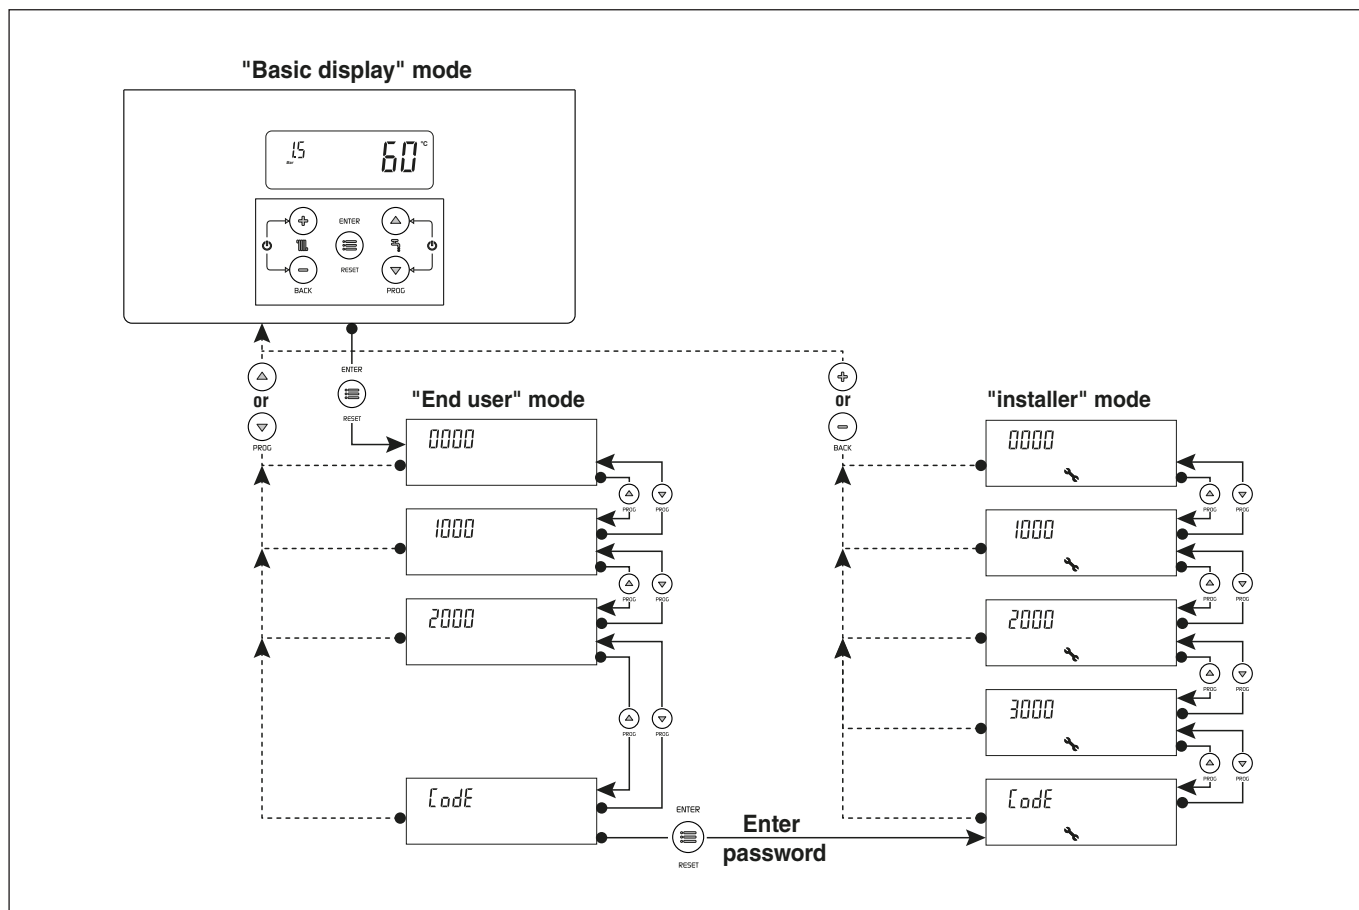 "Basic display" mode
1.5
Bar
60 °C
ENTER
RESET
BACK
PROG
ENTER
RESET
or
PROG
"End user" mode
0000
PROG PROG
1000
PROG PROG
2000
PROG PROG
CodE
ENTER
RESET
Enter
password
or
BACK
"installer" mode
0000
PROG PROG
1000
PROG PROG
2000
PROG PROG
3000
PROG PROG
CodE